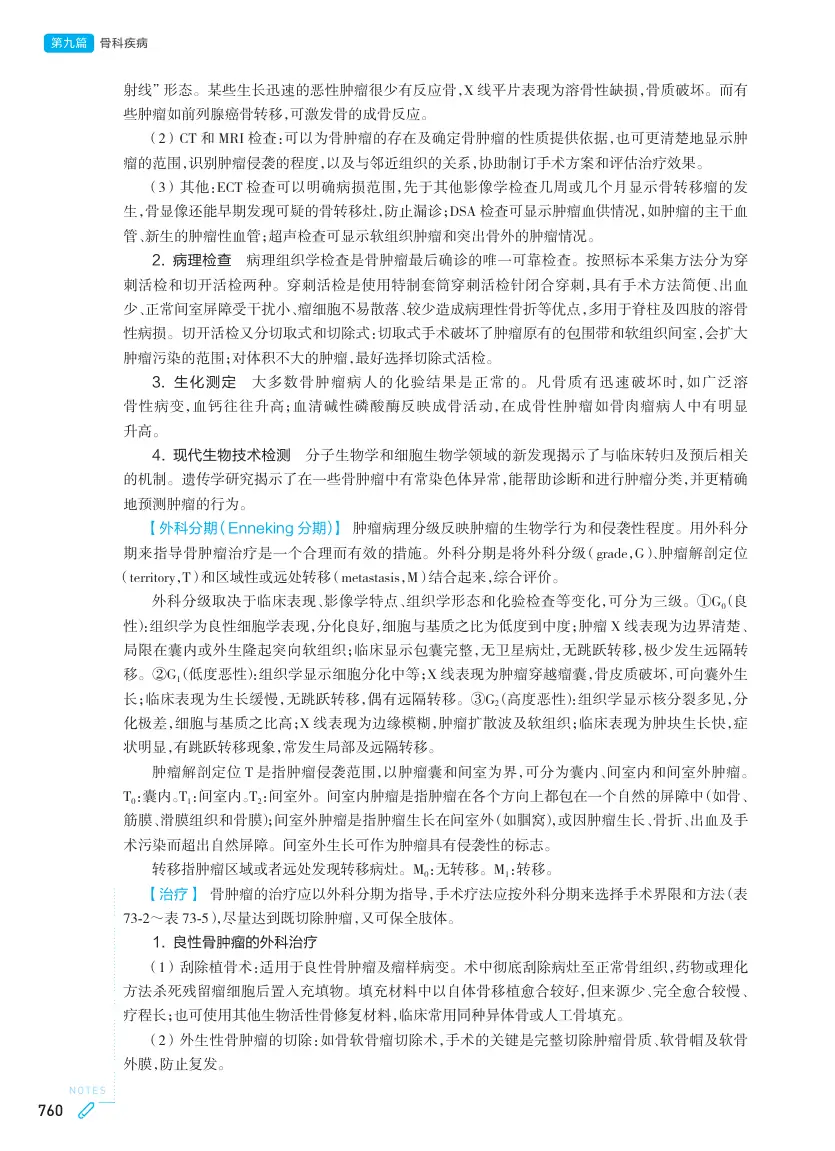 第九篇 骨科疾病
射线”形态。某些生长迅速的恶性肿瘤很少有反应骨,X 线平片表现为溶骨性缺损,骨质破坏。而有
些肿瘤如前列腺癌骨转移,可激发骨的成骨反应。
（2）CT 和 MRI 检查:可以为骨肿瘤的存在及确定骨肿瘤的性质提供依据,也可更清楚地显示肿
瘤的范围,识别肿瘤侵袭的程度,以及与邻近组织的关系,协助制订手术方案和评估治疗效果。
（3）其他:ECT 检查可以明确病损范围,先于其他影像学检查几周或几个月显示骨转移瘤的发
生,骨显像还能早期发现可疑的骨转移灶,防止漏诊;DSA 检查可显示肿瘤血供情况,如肿瘤的主干血
管、新生的肿瘤性血管;超声检查可显示软组织肿瘤和突出骨外的肿瘤情况。
2. 病理检查 病理组织学检查是骨肿瘤最后确诊的唯一可靠检查。按照标本采集方法分为穿
刺活检和切开活检两种。穿刺活检是使用特制套筒穿刺活检针闭合穿刺,具有手术方法简便、出血
少、正常间室屏障受干扰小、瘤细胞不易散落、较少造成病理性骨折等优点,多用于脊柱及四肢的溶骨
性病损。切开活检又分切取式和切除式:切取式手术破坏了肿瘤原有的包围带和软组织间室,会扩大
肿瘤污染的范围;对体积不大的肿瘤,最好选择切除式活检。
3. 生化测定 大多数骨肿瘤病人的化验结果是正常的。凡骨质有迅速破坏时,如广泛溶
骨性病变,血钙往往升高;血清碱性磷酸酶反映成骨活动,在成骨性肿瘤如骨肉瘤病人中有明显
升高。
4. 现代生物技术检测 分子生物学和细胞生物学领域的新发现揭示了与临床转归及预后相关
的机制。遗传学研究揭示了在一些骨肿瘤中有常染色体异常,能帮助诊断和进行肿瘤分类,并更精确
地预测肿瘤的行为。
【外科分期(Enneking 分期)】 肿瘤病理分级反映肿瘤的生物学行为和侵袭性程度。用外科分
期来指导骨肿瘤治疗是一个合理而有效的措施。外科分期是将外科分级(grade,G)、肿瘤解剖定位
(territory,T)和区域性或远处转移(metastasis,M)结合起来,综合评价。
外科分级取决于临床表现、影像学特点、组织学形态和化验检查等变化,可分为三级。①G₀(良
性):组织学为良性细胞学表现,分化良好,细胞与基质之比为低度到中度;肿瘤 X 线表现为边界清楚、
局限在囊内或外生隆起突向软组织;临床显示包囊完整,无卫星病灶,无跳跃转移,极少发生远隔转
移。②G₁(低度恶性):组织学显示细胞分化中等;X 线表现为肿瘤穿越瘤囊,骨皮质破坏,可向囊外生
长;临床表现为生长缓慢,无跳跃转移,偶有远隔转移。③G₂(高度恶性):组织学显示核分裂多见,分
化极差,细胞与基质之比高;X 线表现为边缘模糊,肿瘤扩散波及软组织;临床表现为肿块生长快,症
状明显,有跳跃转移现象,常发生局部及远隔转移。
肿瘤解剖定位 T 是指肿瘤侵袭范围,以肿瘤囊和间室为界,可分为囊内、间室内和间室外肿瘤。
T₀:囊内。T₁:间室内。T₂:间室外。间室内肿瘤是指肿瘤在各个方向上都包在一个自然的屏障中(如骨、
筋膜、滑膜组织和骨膜);间室外肿瘤是指肿瘤生长在间室外(如腘窝),或因肿瘤生长、骨折、出血及手
术污染而超出自然屏障。间室外生长可作为肿瘤具有侵袭性的标志。
转移指肿瘤区域或者远处发现转移病灶。M₀:无转移。M₁:转移。
【治疗】 骨肿瘤的治疗应以外科分期为指导,手术疗法应按外科分期来选择手术界限和方法(表
73-2～表 73-5),尽量达到既切除肿瘤,又可保全肢体。
1. 良性骨肿瘤的外科治疗
（1）刮除植骨术:适用于良性骨肿瘤及瘤样病变。术中彻底刮除病灶至正常骨组织,药物或理化
方法杀死残留瘤细胞后置入充填物。填充材料中以自体骨移植愈合较好,但来源少、完全愈合较慢、
疗程长;也可使用其他生物活性骨修复材料,临床常用同种异体骨或人工骨填充。
（2）外生性骨肿瘤的切除:如骨软骨瘤切除术,手术的关键是完整切除肿瘤骨质、软骨帽及软骨
外膜,防止复发。
NOTES
760